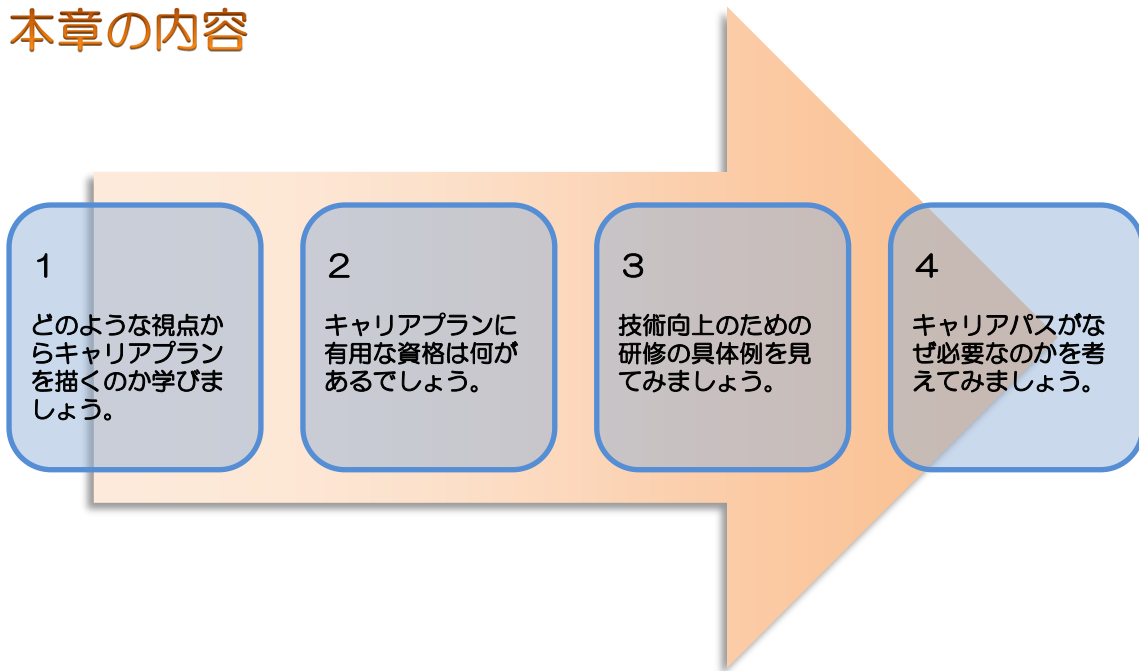 本章の内容
1
どのような視点か
らキャリアプラン
を描くのか学びま
しょう。
2
キャリアプランに
有用な資格は何が
あるでしょう。
3
技術向上のための
研修の具体例を見
てみましょう。
4
キャリアパスがな
ぜ必要なのかを考
えてみましょう。